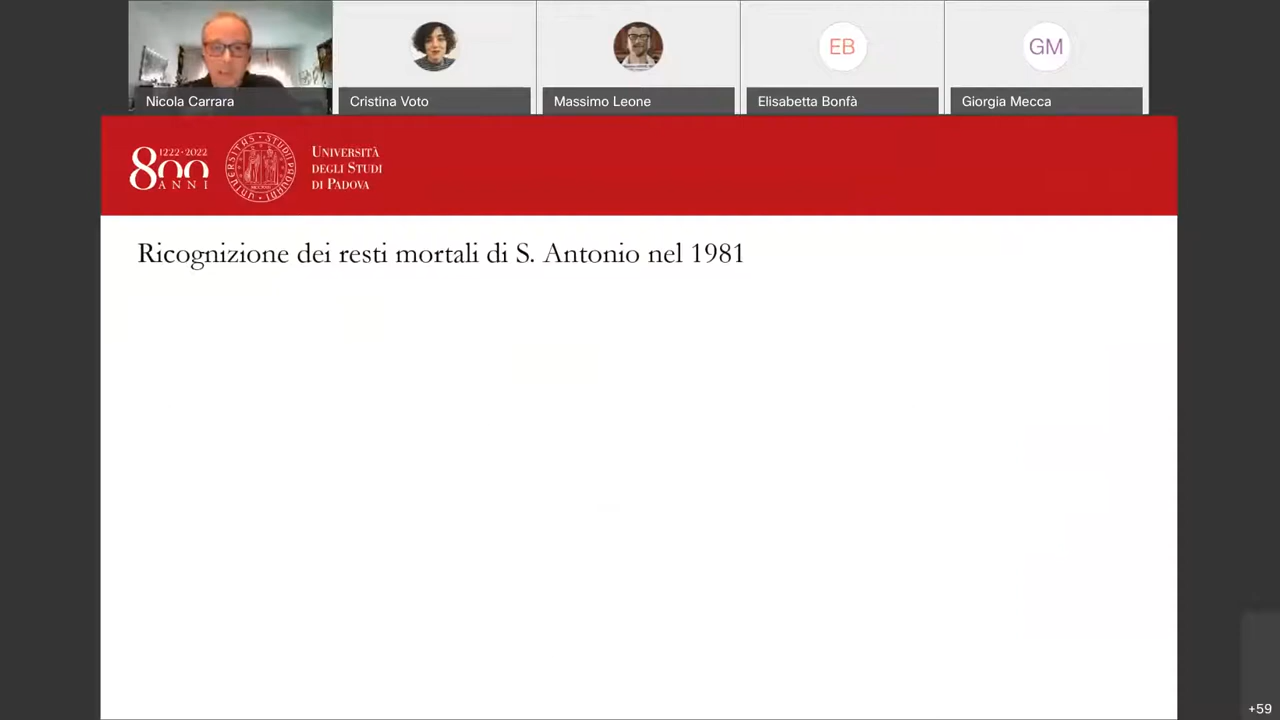 Nicola Carrara
Cristina Voto
Massimo Leone
EB
Elisabetta Bonfà
GM
Giorgia Mecca
1222·2022
800
ANNI
UNIVERSITÀ
DEGLI STUDI
DI PADOVA
Ricognizione dei resti mortali di S. Antonio nel 1981
+59